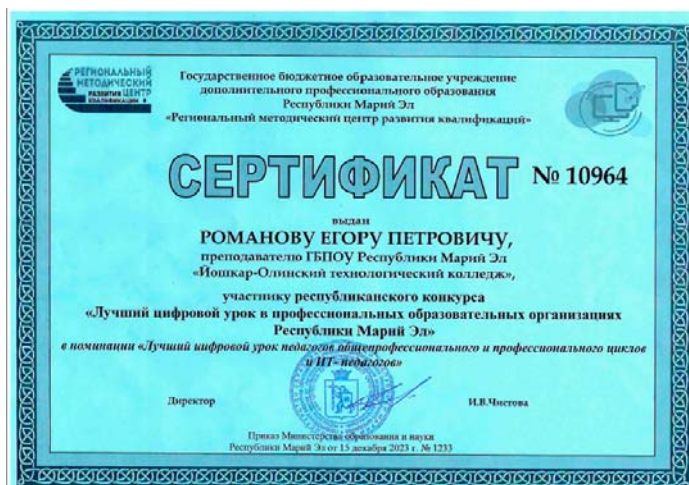 РЕГИОНАЛЬНЫЙ
МЕТОДИЧЕСКИЙ
РАЗВИТИЯ ЦЕНТР
КВАЛИФИКАЦИЙ
Государственное бюджетное образовательное учреждение
дополнительного профессионального образования
Республики Марий Эл
«Региональный методический центр развития квалификаций»
СЕРТИФИКАТ № 10964
выдан
РОМАНОВУ ЕГОРУ ПЕТРОВИЧУ,
преподавателю ГБПОУ Республики Марий Эл
«Йошкар-Олинский технологический колледж»,
участнику республиканского конкурса
«Лучший цифровой урок в профессиональных образовательных организациях
Республики Марий Эл»
в номинации «Лучший цифровой урок педагогов общепрофессионального и профессионального циклов
и ИТ- педагогов»
Директор И.В.Чистова
Приказ Министерства образования и науки
Республики Марий Эл от 15 декабря 2023 г. № 1233